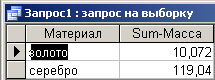 Запрос1 : запрос на выборку
Материал Sum-Масса
золото 10,072
серебро 119,04